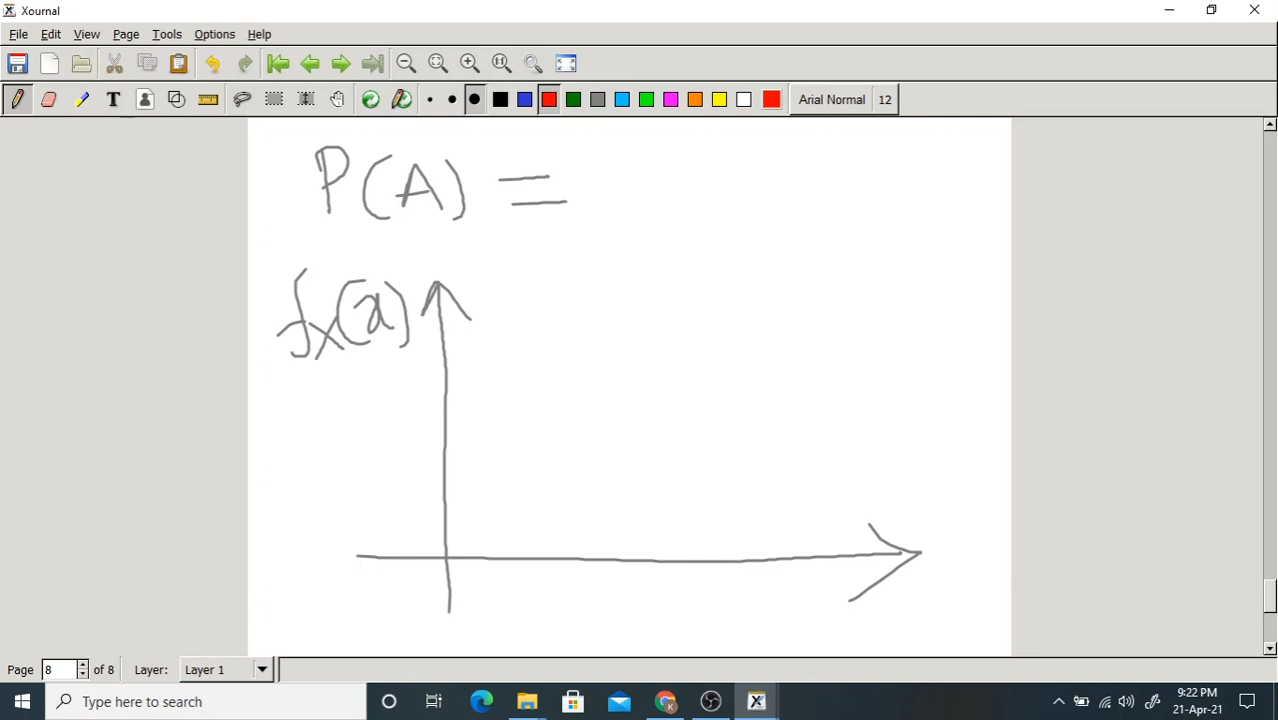 Xournal
File Edit View Page Tools Options Help
T Arial Normal 12
P(A) =
fx(x)
Page 8 of 8 Layer: Layer 1
Type here to search
9:22 PM
21-Apr-21